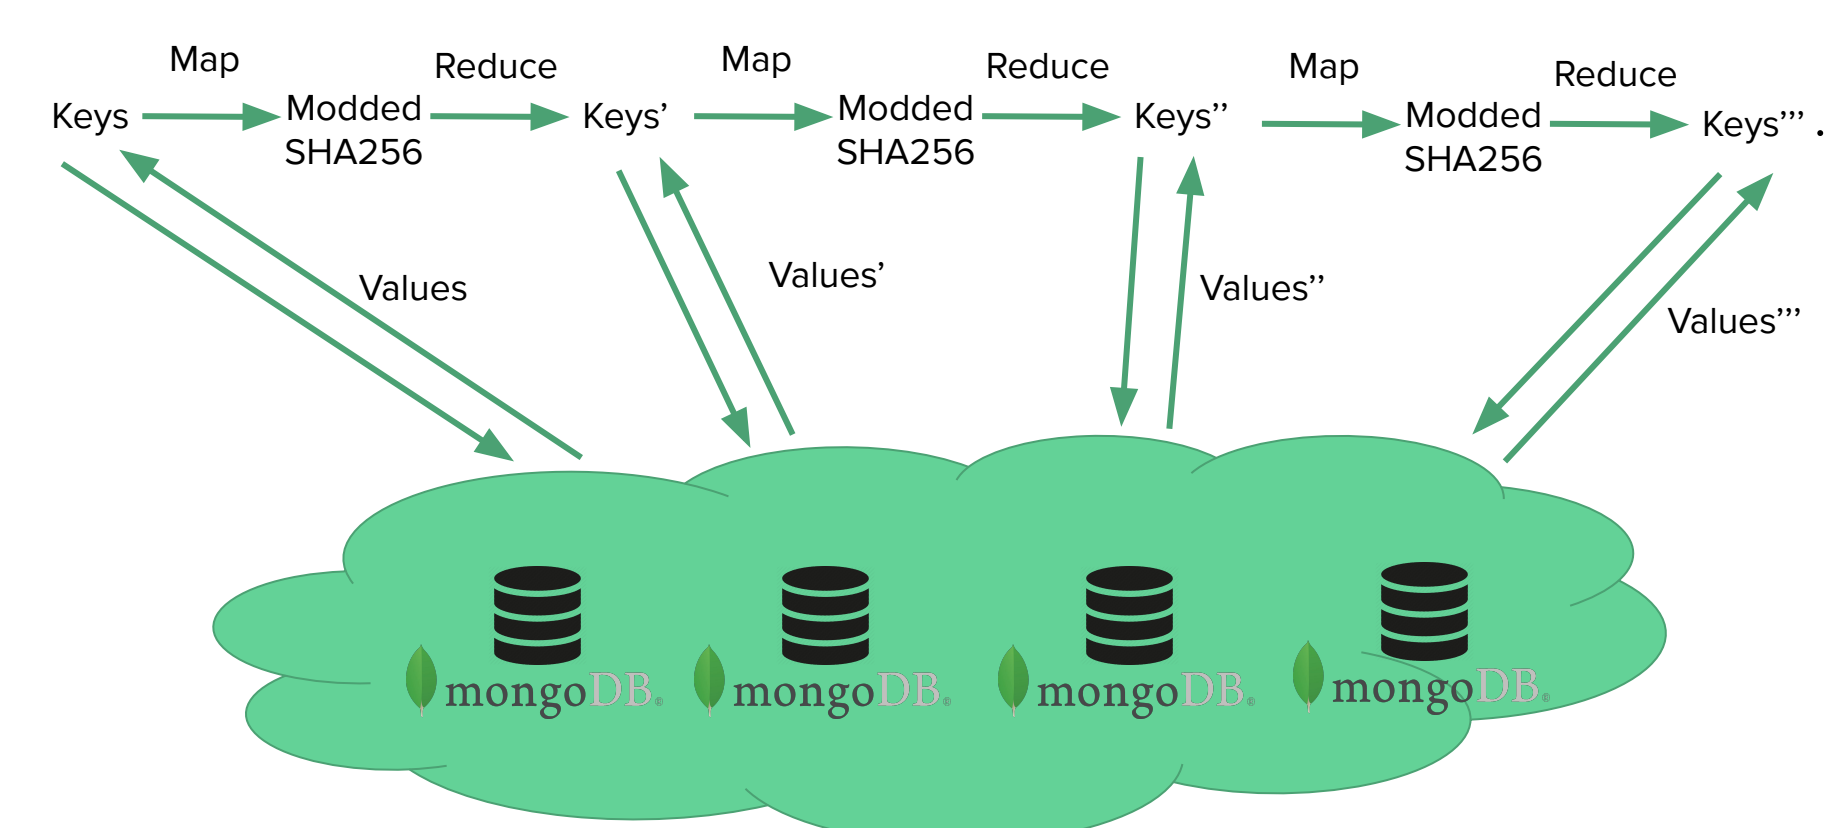 Map
Reduce
Map
Reduce
Map
Reduce
Keys
Modded
SHA256
Keys’
Modded
SHA256
Keys’’
Modded
SHA256
Keys’’’ .
Values
Values’
Values’’
Values’’’
mongoDB®
mongoDB®
mongoDB®
mongoDB®